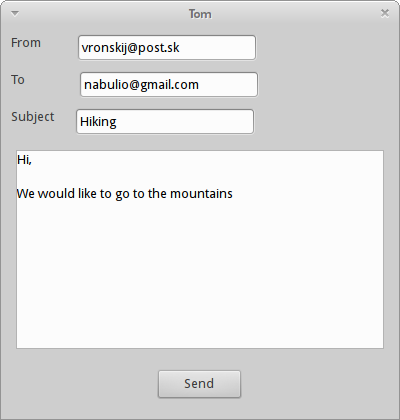 Tom
From vronskij@post.sk
To nabulio@gmail.com
Subject Hiking
Hi,
We would like to go to the mountains
Send